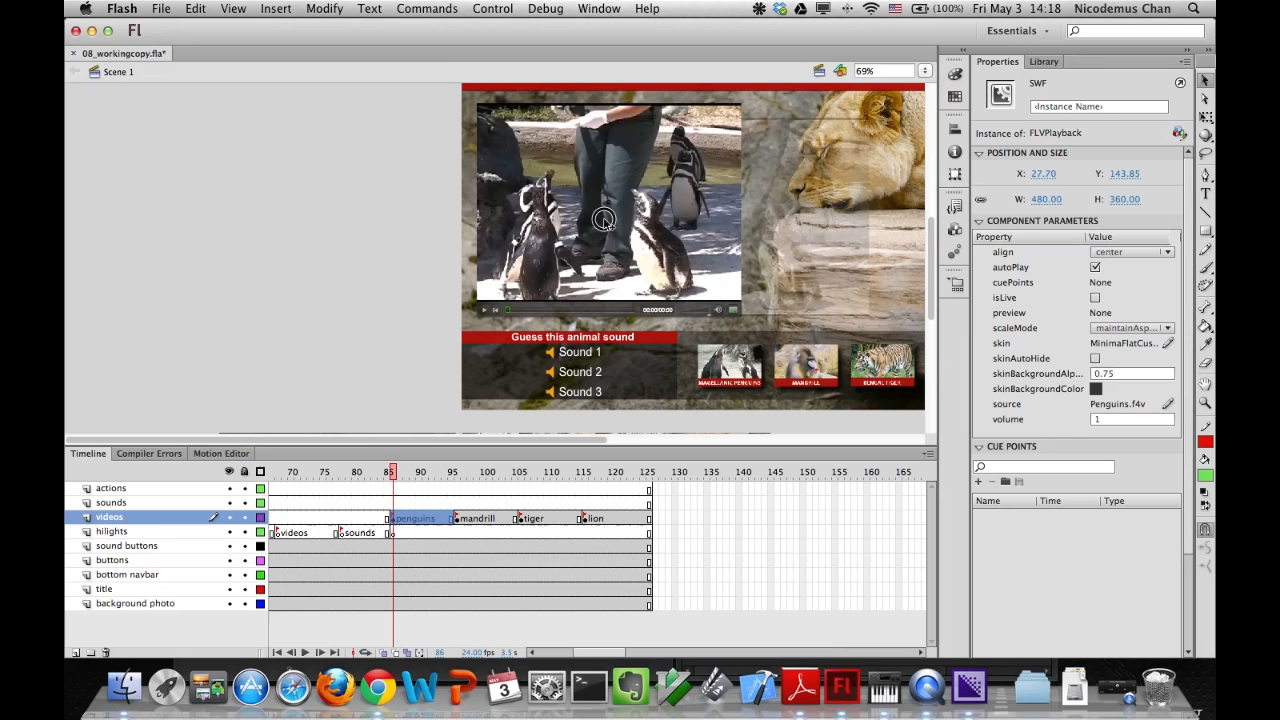 Flash File Edit View Insert Modify Text Commands Control Debug Window Help (100%) Fri May 3 14:18 Nicodemus Chan
Fl Essentials
× 08_workingcopy.fla*
Scene 1 69%
Properties Library
SWF
<Instance Name>
Instance of: FLVPlayback
POSITION AND SIZE
X: 27.70 Y: 143.85
W: 480.00 H: 360.00
COMPONENT PARAMETERS
Property Value
align center
autoPlay
cuePoints None
isLive
preview None
scaleMode maintainAsp...
skin MinimaFlatCus...
skinAutoHide
skinBackgroundAlp... 0.75
skinBackgroundColor
source Penguins.f4v
volume 1
CUE POINTS
+ −
Name Time Type
00:00/00:00
Guess this animal sound
Sound 1
Sound 2
Sound 3
MAGELLANIC PENGUINS MANDRILL BENGAL TIGER
Timeline Compiler Errors Motion Editor
70 75 80 85 90 95 100 105 110 115 120 125 130 135 140 145 150 155 160 165
actions
sounds
videos penguins mandrill tiger lion
hilights videos sounds
sound buttons
buttons
bottom navbar
title
background photo
86 24.00 fps 3.5 s
MAY 3 Fl